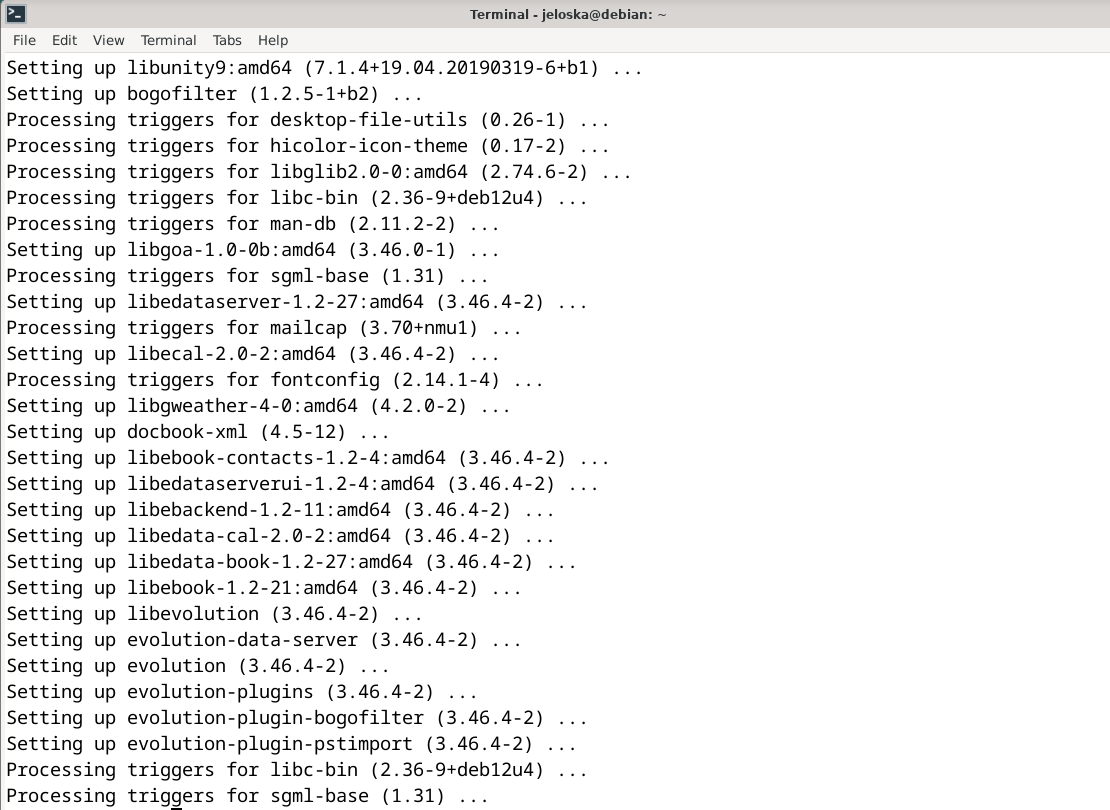 Terminal - jeloska@debian: ~
File Edit View Terminal Tabs Help
Setting up libunity9:amd64 (7.1.4+19.04.20190319-6+b1) ...
Setting up bogofilter (1.2.5-1+b2) ...
Processing triggers for desktop-file-utils (0.26-1) ...
Processing triggers for hicolor-icon-theme (0.17-2) ...
Processing triggers for libglib2.0-0:amd64 (2.74.6-2) ...
Processing triggers for libc-bin (2.36-9+deb12u4) ...
Processing triggers for man-db (2.11.2-2) ...
Setting up libgoa-1.0-0b:amd64 (3.46.0-1) ...
Processing triggers for sgml-base (1.31) ...
Setting up libedataserver-1.2-27:amd64 (3.46.4-2) ...
Processing triggers for mailcap (3.70+nmu1) ...
Setting up libecal-2.0-2:amd64 (3.46.4-2) ...
Processing triggers for fontconfig (2.14.1-4) ...
Setting up libgweather-4-0:amd64 (4.2.0-2) ...
Setting up docbook-xml (4.5-12) ...
Setting up libebook-contacts-1.2-4:amd64 (3.46.4-2) ...
Setting up libedataserverui-1.2-4:amd64 (3.46.4-2) ...
Setting up libebackend-1.2-11:amd64 (3.46.4-2) ...
Setting up libedata-cal-2.0-2:amd64 (3.46.4-2) ...
Setting up libedata-book-1.2-27:amd64 (3.46.4-2) ...
Setting up libebook-1.2-21:amd64 (3.46.4-2) ...
Setting up libevolution (3.46.4-2) ...
Setting up evolution-data-server (3.46.4-2) ...
Setting up evolution (3.46.4-2) ...
Setting up evolution-plugins (3.46.4-2) ...
Setting up evolution-plugin-bogofilter (3.46.4-2) ...
Setting up evolution-plugin-pstimport (3.46.4-2) ...
Processing triggers for libc-bin (2.36-9+deb12u4) ...
Processing triggers for sgml-base (1.31) ...